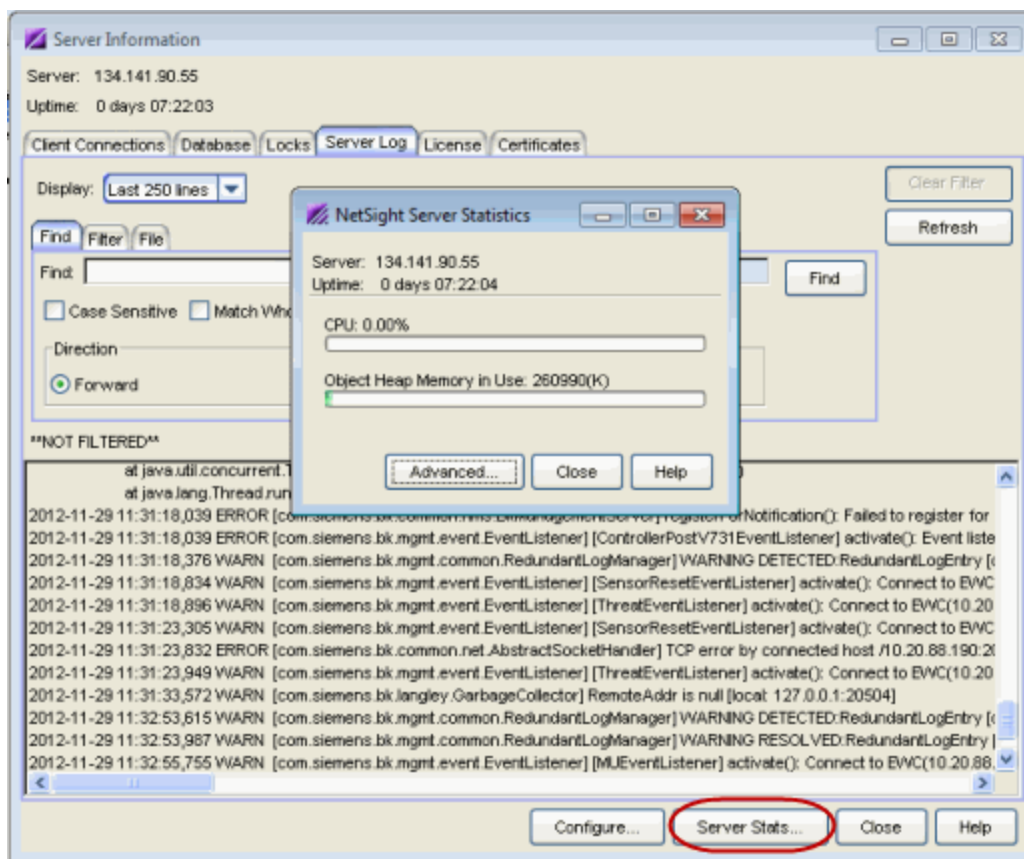 Server Information
Server: 134.141.90.55
Uptime: 0 days 07:22:03
Client Connections Database Locks Server Log License Certificates
Display: Last 250 lines
Clear Filter
Refresh
Find Filter File
Find:
Find
Case Sensitive Match
Direction
Forward
NetSight Server Statistics
Server: 134.141.90.55
Uptime: 0 days 07:22:04
CPU: 0.00%
Object Heap Memory in Use: 260990(K)
Advanced... Close Help
**NOT FILTERED**
at java.util.concurrent.
at java.lang.Thread.run
2012-11-29 11:31:18,039 ERROR Failed to register for
2012-11-29 11:31:18,039 ERROR [com.siemens.bk.mgmt.event.EventListener] [ControllerPostV731EventListener] activate(): Event liste
2012-11-29 11:31:18,376 WARN [com.siemens.bk.mgmt.common.RedundantLogManager] WARNING DETECTED:RedundantLogEntry [c
2012-11-29 11:31:18,834 WARN [com.siemens.bk.mgmt.event.EventListener] [SensorResetEventListener] activate(): Connect to EWC
2012-11-29 11:31:18,896 WARN [com.siemens.bk.mgmt.event.EventListener] [ThreatEventListener] activate(): Connect to EWC(10.20
2012-11-29 11:31:23,305 WARN [com.siemens.bk.mgmt.event.EventListener] [SensorResetEventListener] activate(): Connect to EWC
2012-11-29 11:31:23,832 ERROR [com.siemens.bk.common.net.AbstractSocketHandler] TCP error by connected host /10.20.88.190:20
2012-11-29 11:31:23,949 WARN [com.siemens.bk.mgmt.event.EventListener] [ThreatEventListener] activate(): Connect to EWC(10.20
2012-11-29 11:31:33,572 WARN [com.siemens.bk.langley.GarbageCollector] RemoteAddr is null [local: 127.0.0.1:20504]
2012-11-29 11:32:53,615 WARN [com.siemens.bk.mgmt.common.RedundantLogManager] WARNING DETECTED:RedundantLogEntry [c
2012-11-29 11:32:53,987 WARN [com.siemens.bk.mgmt.common.RedundantLogManager] WARNING RESOLVED:RedundantLogEntry [
2012-11-29 11:32:55,755 WARN [com.siemens.bk.mgmt.event.EventListener] [MUEventListener] activate(): Connect to EWC(10.20.88.
Configure... Server Stats... Close Help